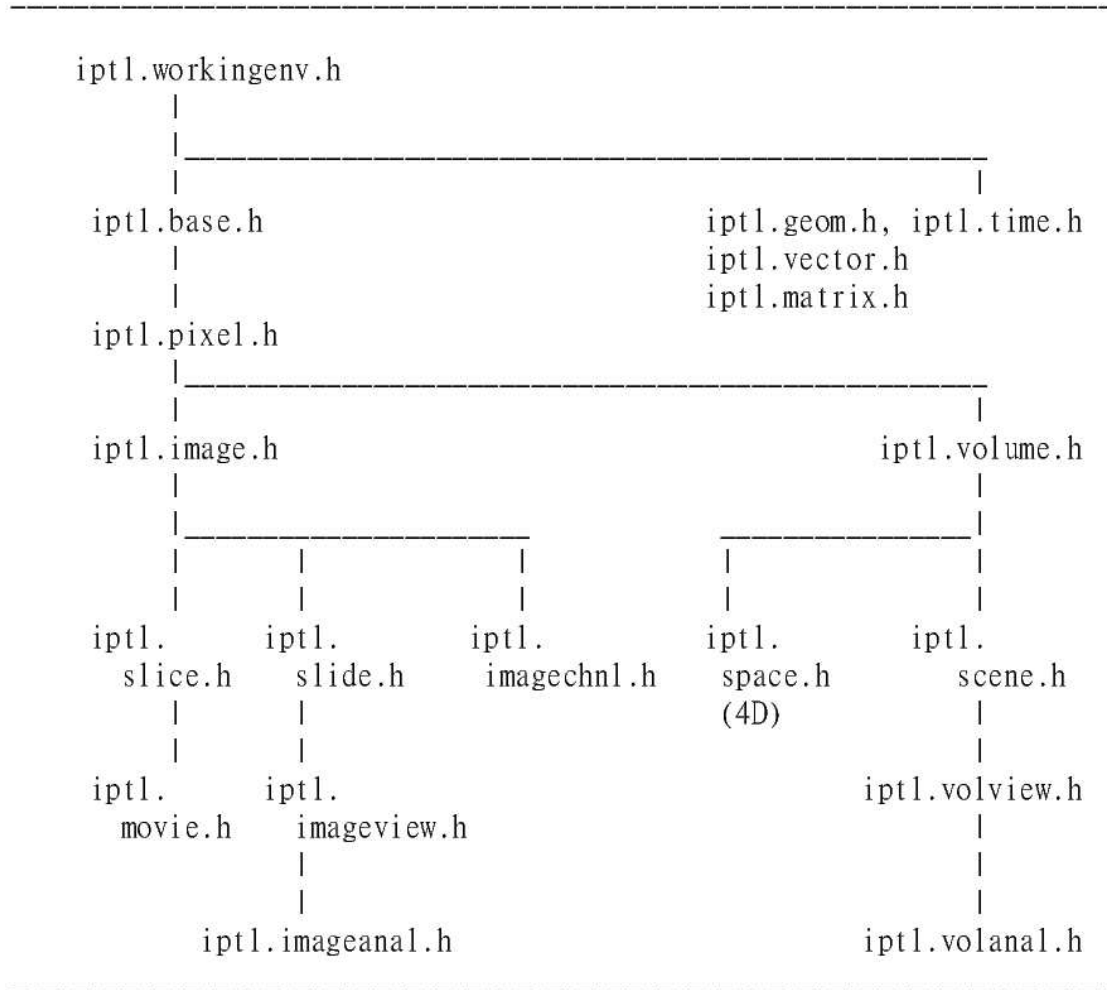 iptl.workingenv.h
iptl.base.h iptl.geom.h, iptl.time.h
iptl.vector.h
iptl.matrix.h
iptl.pixel.h
iptl.image.h iptl.volume.h
iptl. iptl. iptl. iptl. iptl.
slice.h slide.h imagechnl.h space.h scene.h
(4D)
iptl. iptl. iptl.volview.h
movie.h imageview.h
iptl.imageanal.h iptl.volanal.h